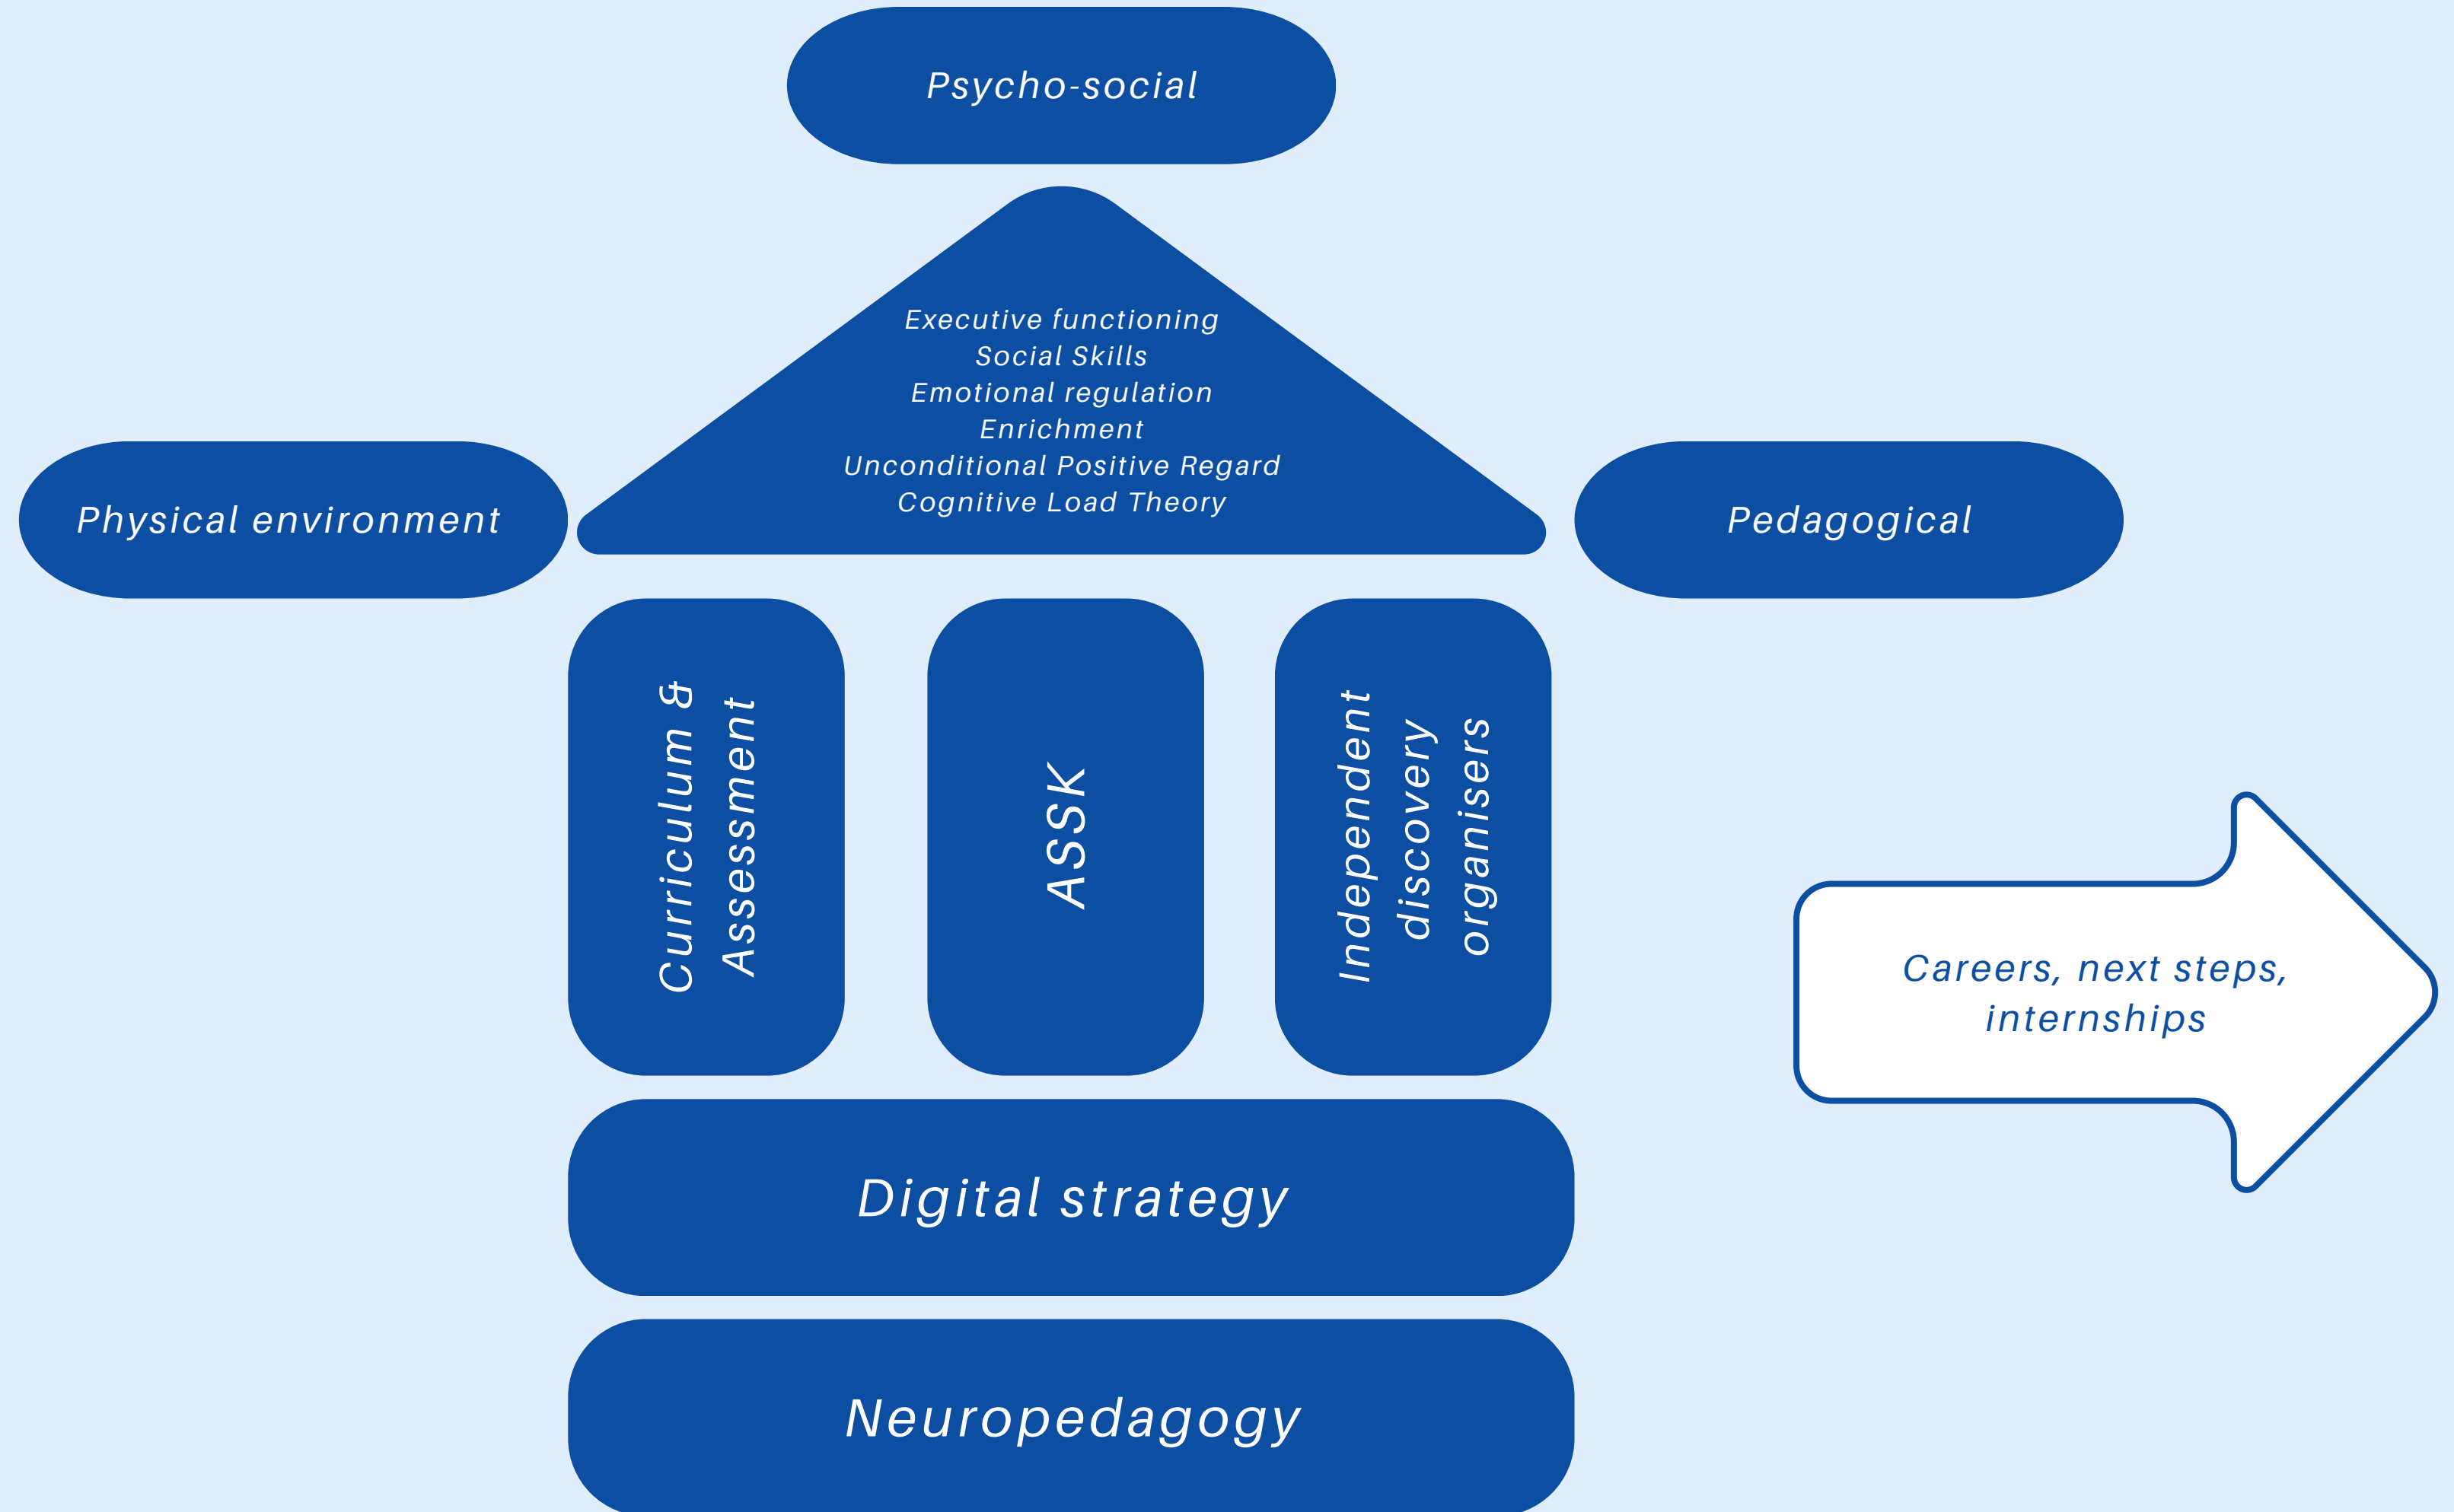 Psycho-social
Executive functioning
Social Skills
Emotional regulation
Enrichment
Unconditional Positive Regard
Cognitive Load Theory
Physical environment
Pedagogical
Curriculum &
Assessment
ASSK
Independent
discovery
organisers
Careers, next steps,
internships
Digital strategy
Neuropedagogy